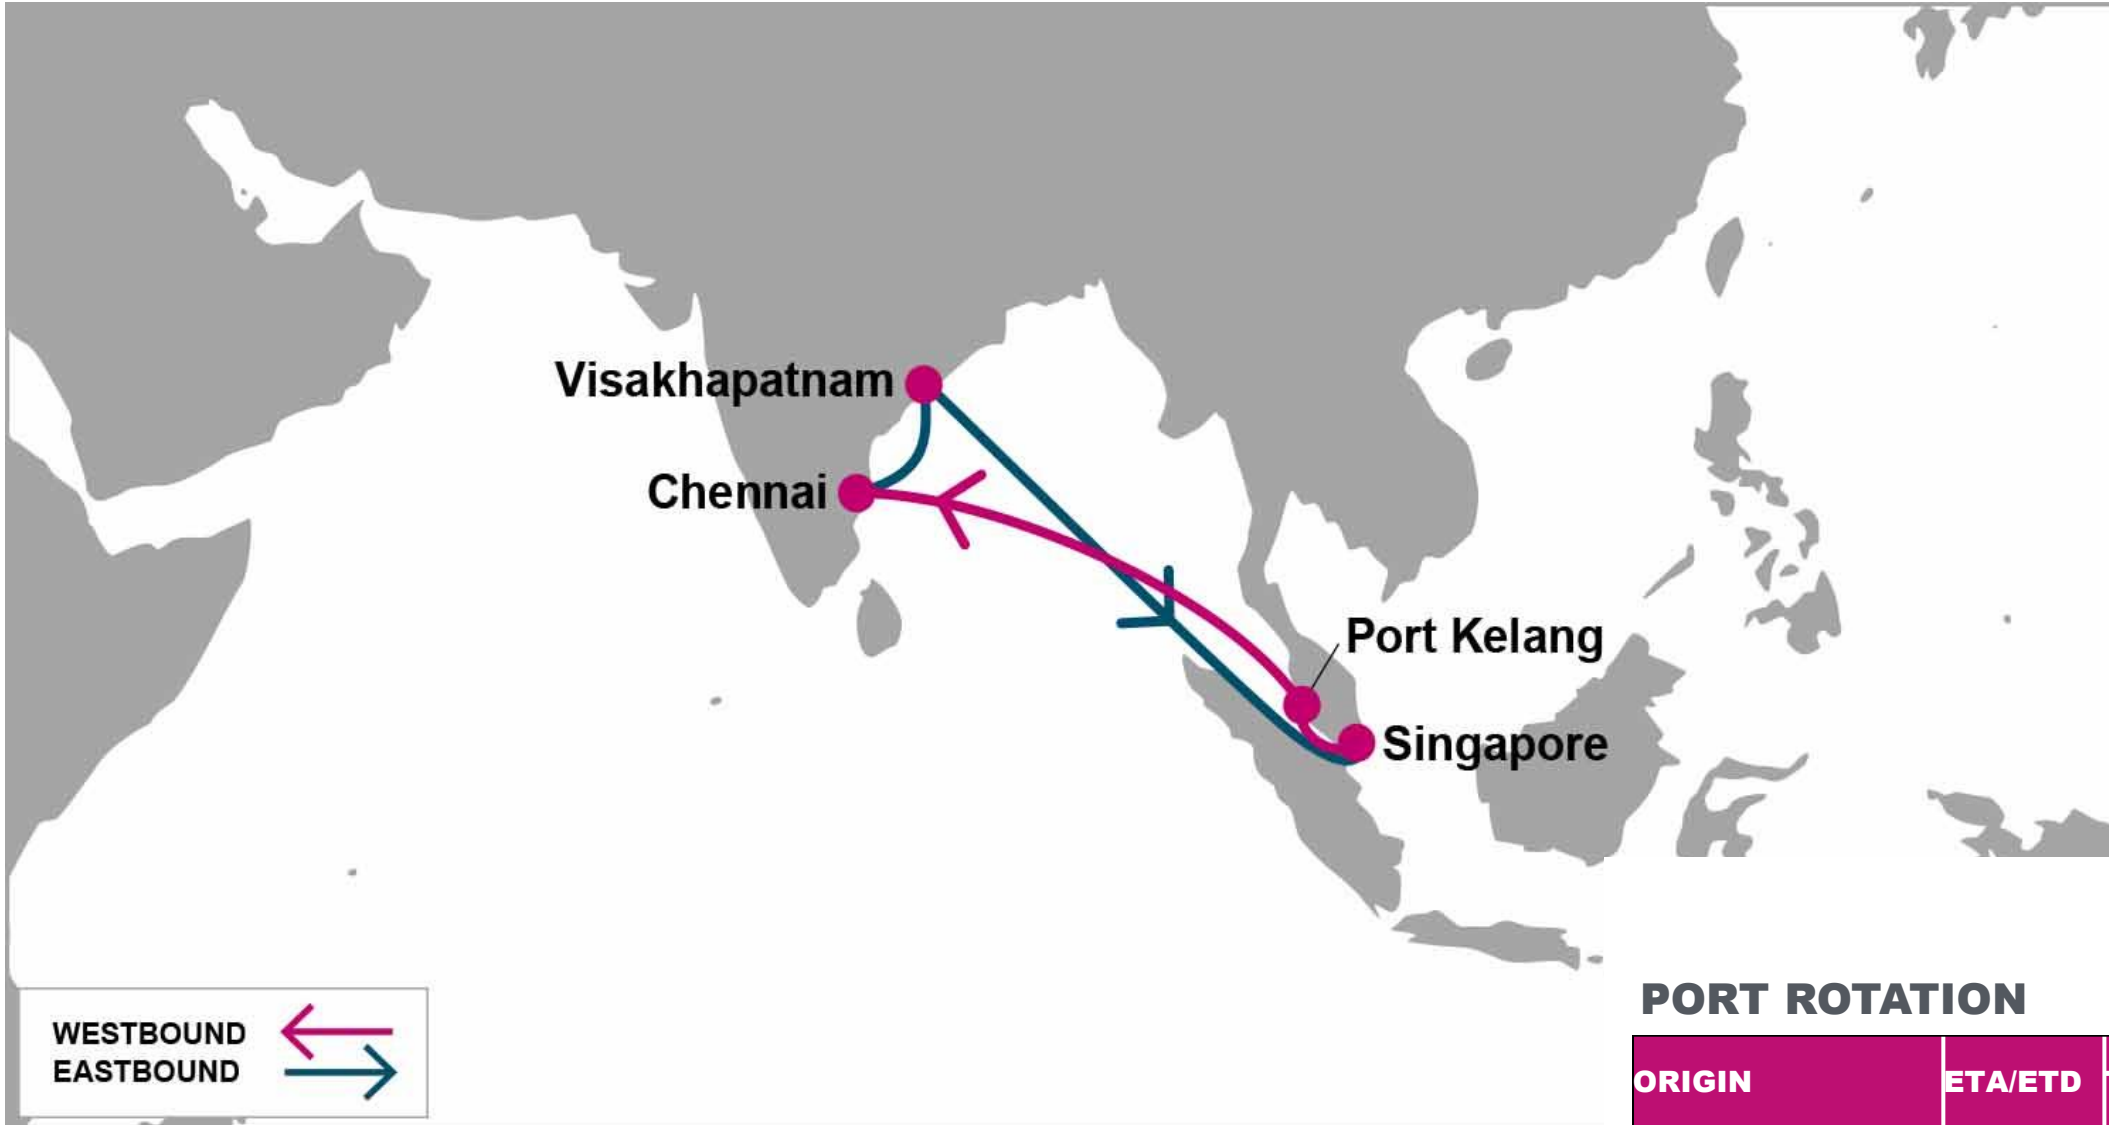 Visakhapatnam
Chennai
Port Kelang
Singapore
WESTBOUND
EASTBOUND
PORT ROTATION
ORIGIN ETA/ETD